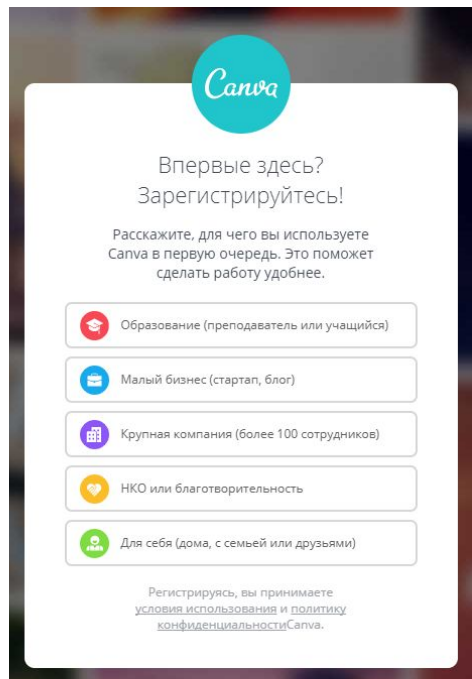 Canva
Впервые здесь?
Зарегистрируйтесь!
Расскажите, для чего вы используете
Canva в первую очередь. Это поможет
сделать работу удобнее.
Образование (преподаватель или учащийся)
Малый бизнес (стартап, блог)
Крупная компания (более 100 сотрудников)
НКО или благотворительность
Для себя (дома, с семьей или друзьями)
Регистрируясь, вы принимаете
условия использования и политику
конфиденциальностиCanva.